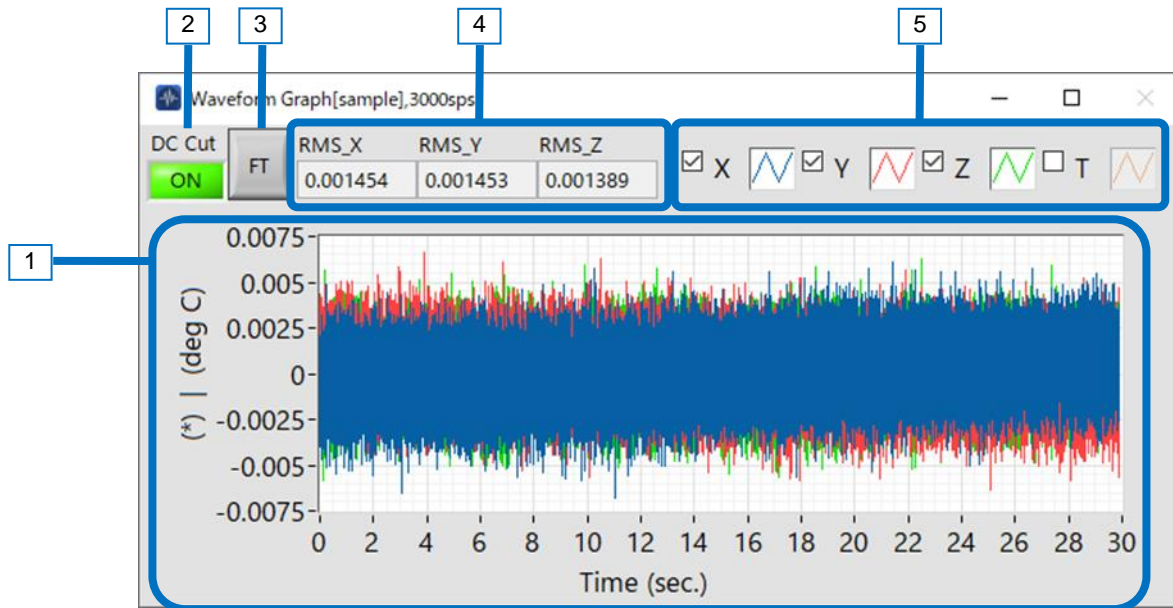 2 3 4 5
Waveform Graph[sample],3000sps
DC Cut
ON
FT
RMS_X RMS_Y RMS_Z
0.001454 0.001453 0.001389
X Y Z T
1
0.0075
0.005
0.0025
0
-0.0025
-0.005
-0.0075
(*) | (deg C)
0 2 4 6 8 10 12 14 16 18 20 22 24 26 28 30
Time (sec.)